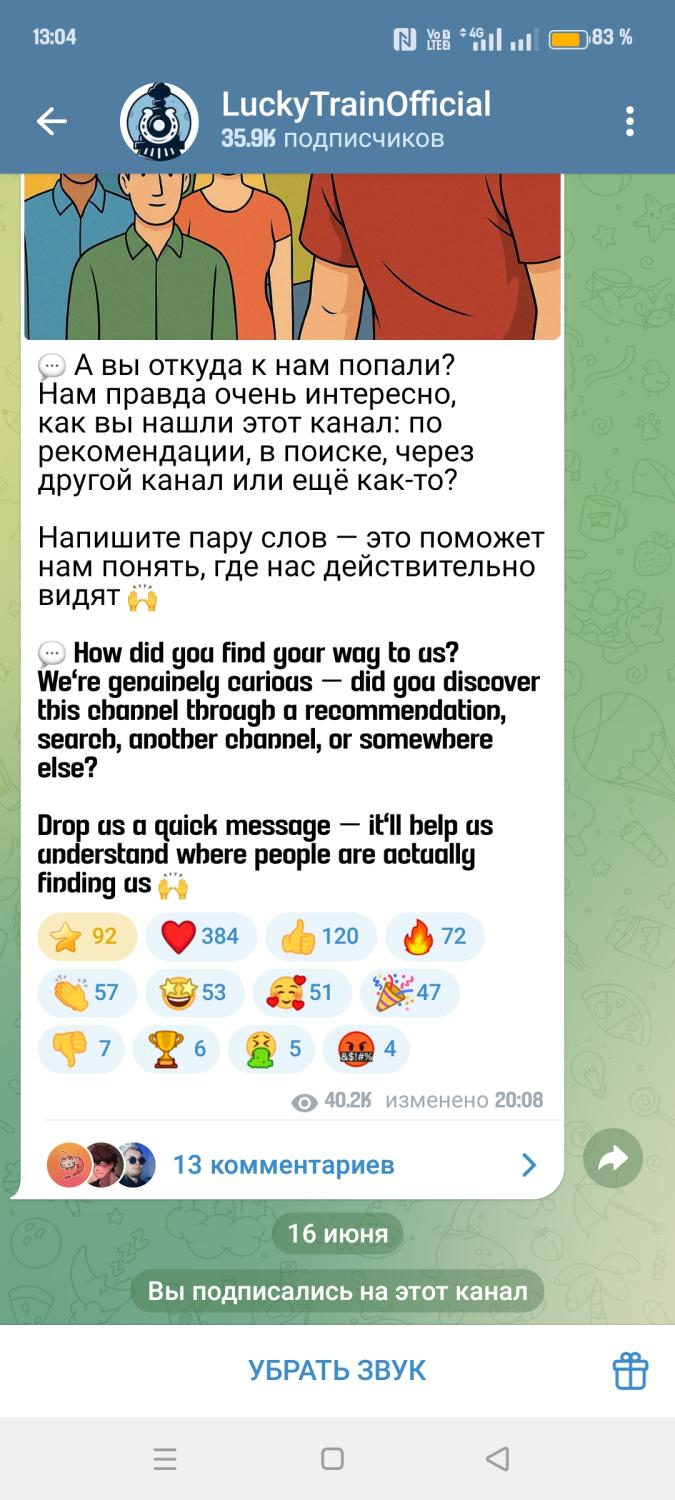 13:04
Vo LTE2 4G 83 %
LuckyTrainOfficial
35.9K подписчиков
💬 А вы откуда к нам попали?
Нам правда очень интересно,
как вы нашли этот канал: по
рекомендации, в поиске, через
другой канал или ещё как-то?
Напишите пару слов — это поможет
нам понять, где нас действительно
видят 🙌
💬 How did you find your way to us?
We're genuinely curious — did you discover
this channel through a recommendation,
search, another channel, or somewhere
else?
Drop us a quick message — it'll help us
understand where people are actually
finding us 🙌
⭐ 92 ❤️ 384 👍 120 🔥 72
👏 57 🤩 53 🥰 51 🎉 47
👎 7 🏆 6 🤮 5 🤬 4
40.2K изменено 20:08
13 комментариев
16 июня
Вы подписались на этот канал
УБРАТЬ ЗВУК